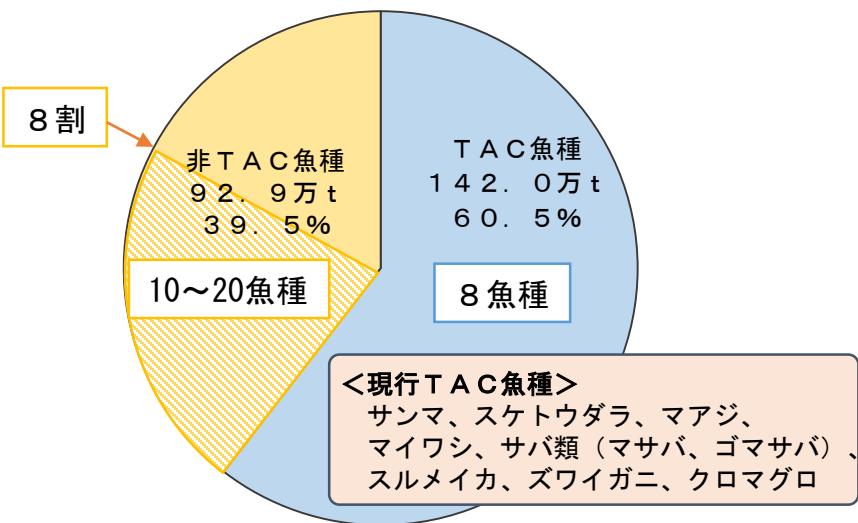 8割
非TAC魚種
92.9万t
39.5%
10～20魚種
TAC魚種
142.0万t
60.5%
8魚種
＜現行TAC魚種＞
サンマ、スケトウダラ、マアジ、
マイワシ、サバ類（マサバ、ゴマサバ）、
スルメイカ、ズワイガニ、クロマグロ